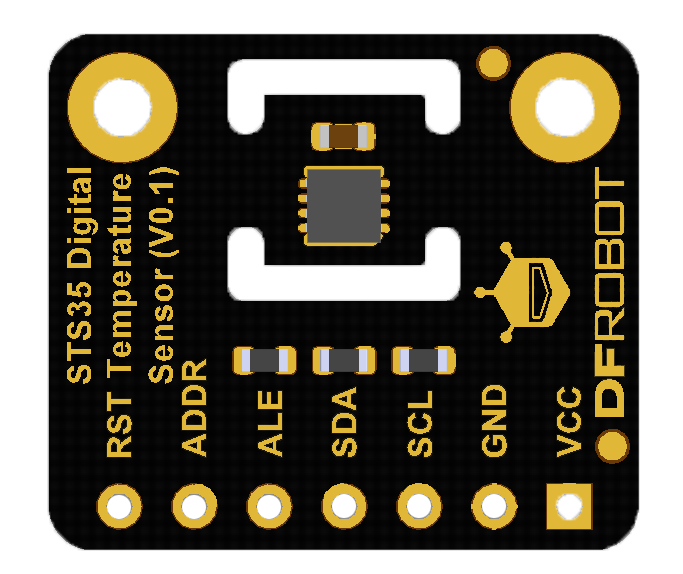 STS35 Digital
Temperature
Sensor (V0.1)
RST
ADDR
ALE
SDA
SCL
GND
VCC
DFROBOT